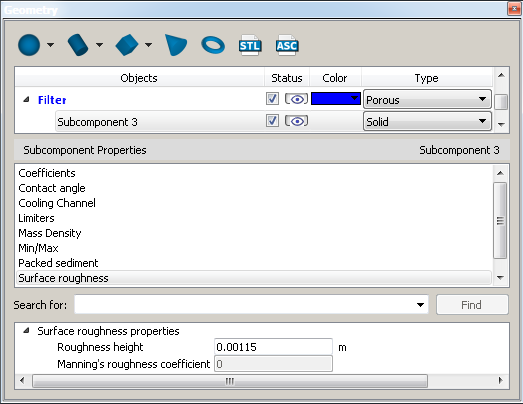 Geometry
STL ASC
Objects Status Color Type
Filter Porous
Subcomponent 3 Solid
Subcomponent Properties Subcomponent 3
Coefficients
Contact angle
Cooling Channel
Limiters
Mass Density
Min/Max
Packed sediment
Surface roughness
Search for: Find
Surface roughness properties
Roughness height 0.00115 m
Manning's roughness coefficient 0